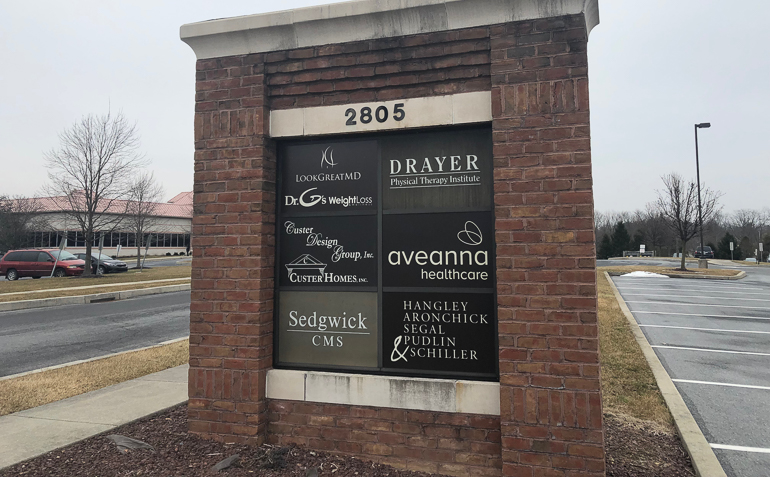 2805
LOOKGREATMD
DR. G'S WEIGHTLOSS
DRAYER
Physical Therapy Institute
Custer
Design
Group, Inc.
CUSTER HOMES, INC.
aveanna
healthcare
Sedgwick
CMS
HANGLEY
ARONCHICK
SEGAL
PUDLIN
& SCHILLER